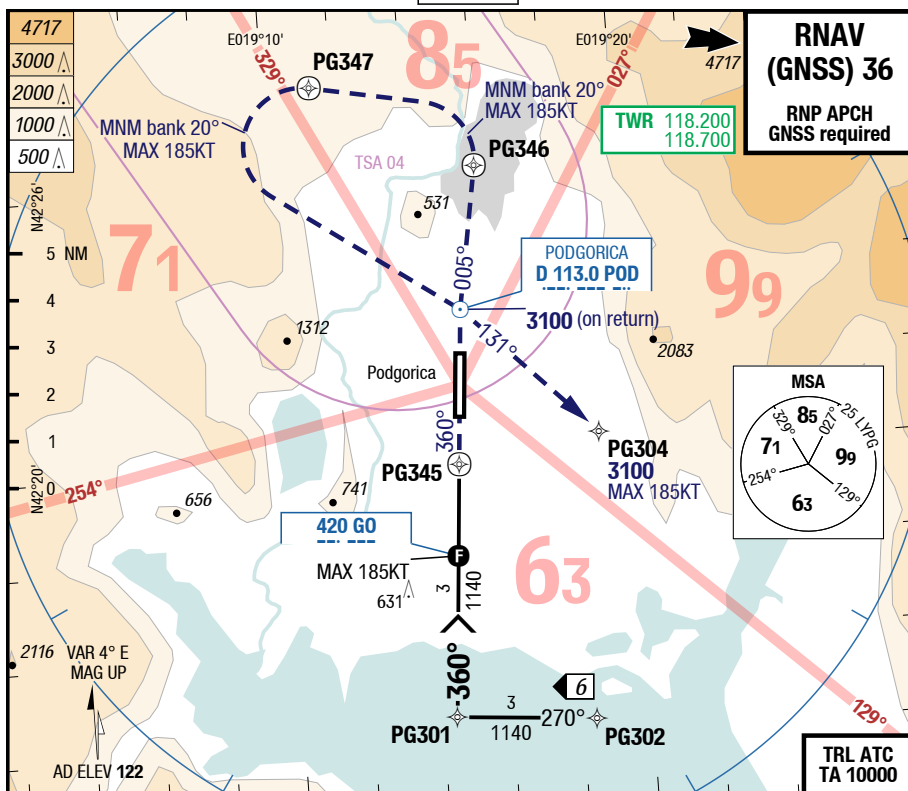 4717
3000
2000
1000
500
E019°10'
E019°20'
4717
RNAV
(GNSS) 36
RNP APCH
GNSS required
TWR 118.200
118.700
329°
027°
PG347
85
MNM bank 20°
MAX 185KT
MNM bank 20°
MAX 185KT
PG346
TSA 04
N42°26'
531
71
5 NM
005°
PODGORICA
D 113.0 POD
99
4
3100 (on return)
131°
1312
3
2083
Podgorica
2
MSA
329°
85
027°
25 LYPG
71
99
254°
129°
63
1
360°
PG304
3100
MAX 185KT
PG345
0
N42°20'
254°
741
656
420 GO
F
MAX 185KT
63
631
3
1140
2116
VAR 4° E
MAG UP
360°
6
PG301
3
1140
270°
PG302
129°
AD ELEV 122
TRL ATC
TA 10000